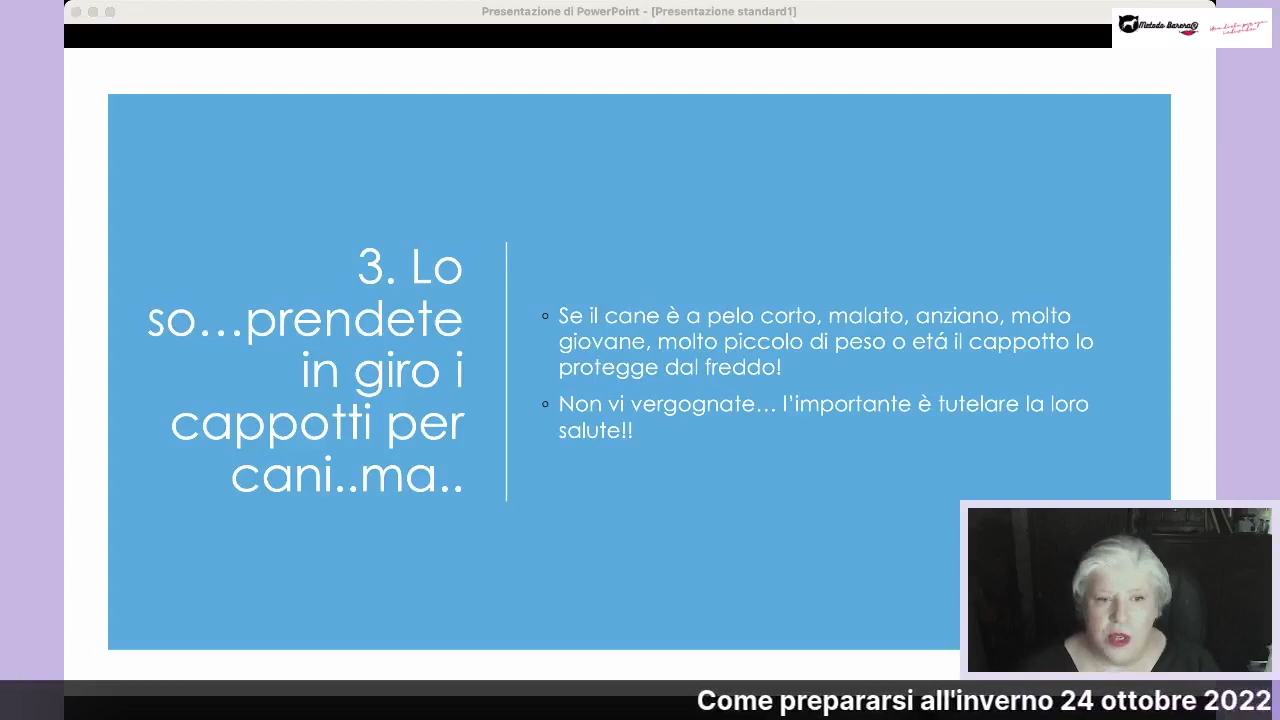 Presentazione di PowerPoint - [Presentazione standard1]
Metodo Barera®
3. Lo
so...prendete
in giro i
cappotti per
cani..ma..
Se il cane è a pelo corto, malato, anziano, molto
giovane, molto piccolo di peso o etá il cappotto lo
protegge dal freddo!
Non vi vergognate... l'importante è tutelare la loro
salute!!
Come prepararsi all'inverno 24 ottobre 2022